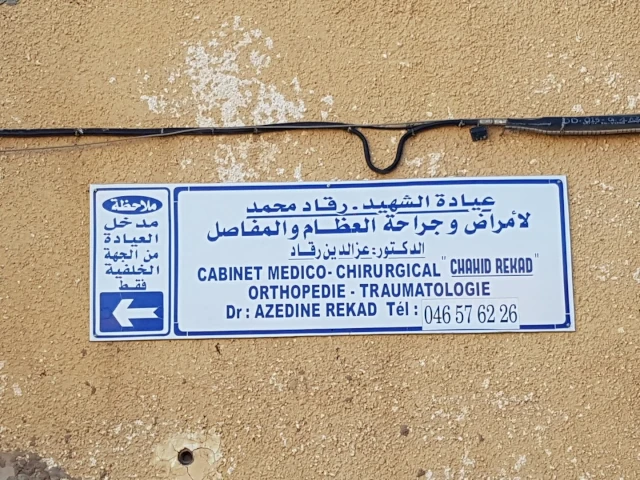 عيادة الشهيد - رقاد محمد
لأمراض و جراحة العظام والمفاصل
الدكتور: عزالدين رقاد
CABINET MEDICO- CHIRURGICAL "CHAHID REKAD"
ORTHOPEDIE - TRAUMATOLOGIE
Dr : AZEDINE REKAD Tél : 046 57 62 26
ملاحظة
مدخل
العيادة
من الجهة
الخلفية
فقط